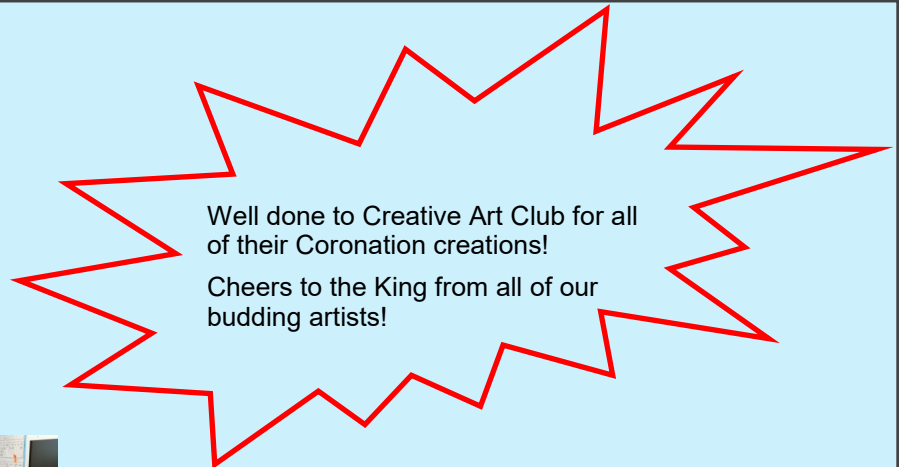 Well done to Creative Art Club for all
of their Coronation creations!
Cheers to the King from all of our
budding artists!